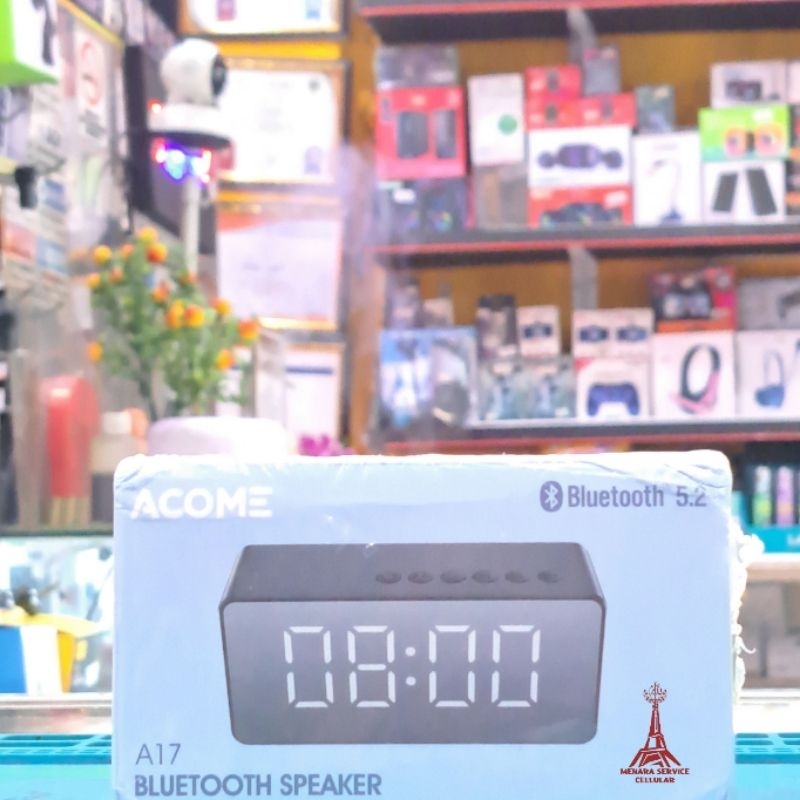 ACOME
Bluetooth 5.2
08:00
A17
BLUETOOTH SPEAKER
MENARA SERVICE
CELLULAR